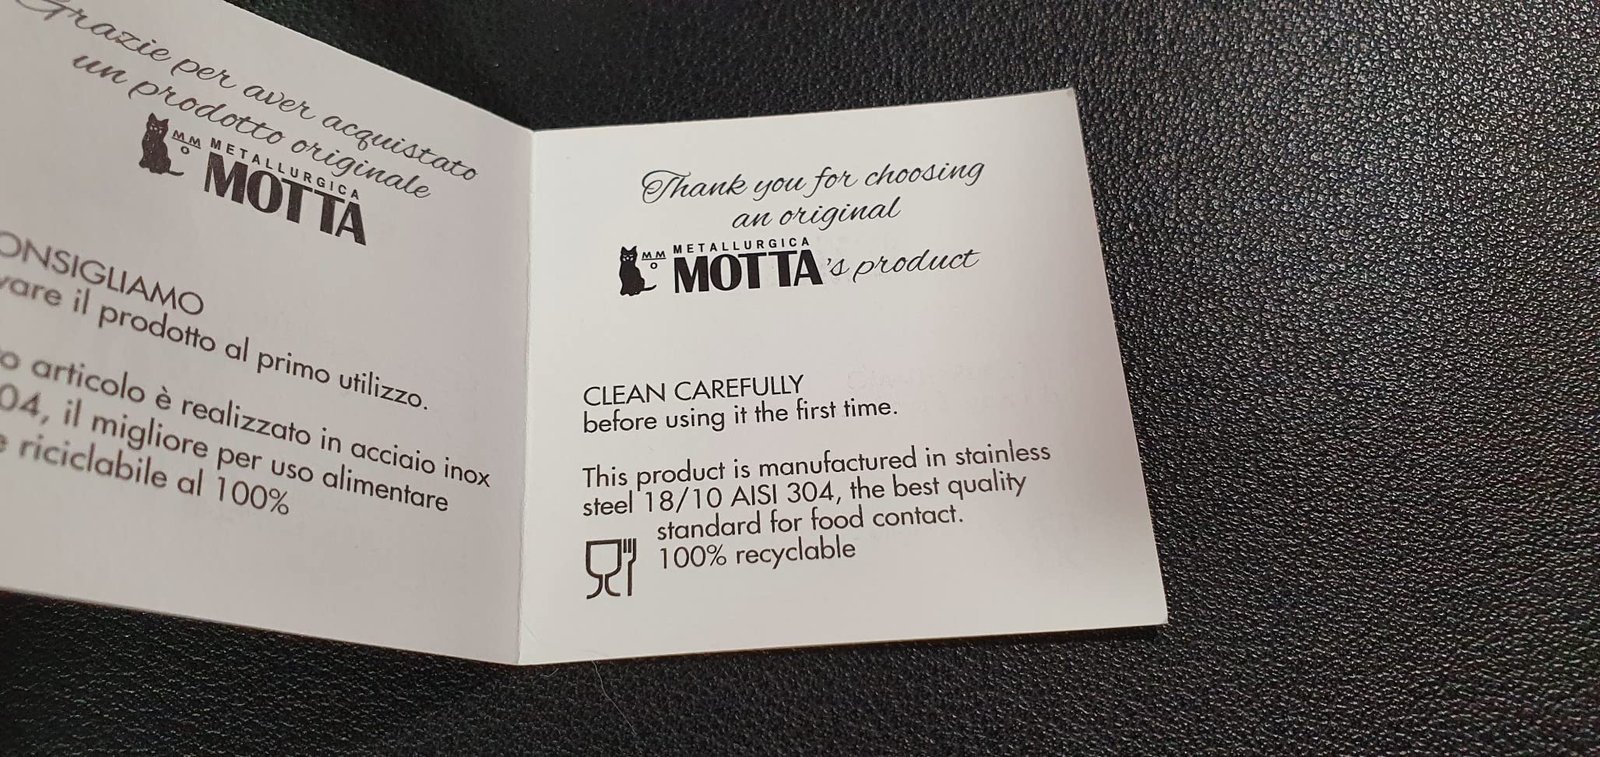 Grazie per aver acquistato
un prodotto originale
MM
O
METALLURGICA
MOTTA
ONSIGLIAMO
vare il prodotto al primo utilizzo.
o articolo è realizzato in acciaio inox
04, il migliore per uso alimentare
e riciclabile al 100%
Thank you for choosing
an original
MM
O
METALLURGICA
MOTTA's product
CLEAN CAREFULLY
before using it the first time.
This product is manufactured in stainless
steel 18/10 AISI 304, the best quality
standard for food contact.
100% recyclable